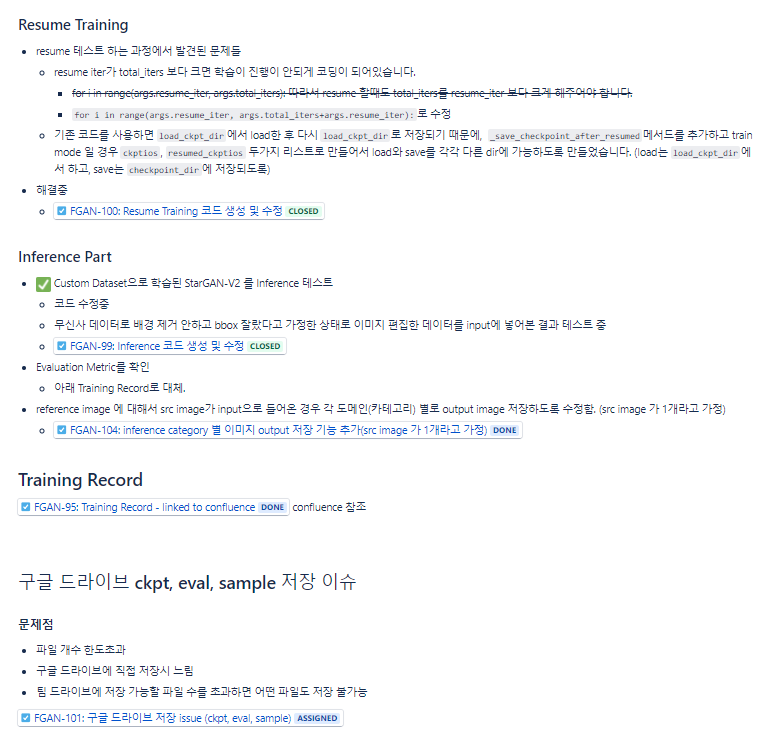 Resume Training
resume 테스트 하는 과정에서 발견된 문제들
resume iter가 total_iters 보다 크면 학습이 진행이 안되게 코딩이 되어있습니다.
for i in range(args.resume_iter, args.total_iters): 따라서 resume 할때도 total_iters를 resume_iter 보다 크게 해주어야 합니다.
for i in range(args.resume_iter, args.total_iters+args.resume_iter): 로 수정
기존 코드를 사용하면 load_ckpt_dir 에서 load한 후 다시 load_ckpt_dir 로 저장되기 때문에, _save_checkpoint_after_resumed 메서드를 추가하고 train
mode 일 경우 ckptios, resumed_ckptios 두가지 리스트로 만들어서 load와 save를 각각 다른 dir에 가능하도록 만들었습니다. (load는 load_ckpt_dir 에
서 하고, save는 checkpoint_dir 에 저장되도록)
해결중
FGAN-100: Resume Training 코드 생성 및 수정 CLOSED
Inference Part
✅ Custom Dataset으로 학습된 StarGAN-V2 를 Inference 테스트
코드 수정중
무신사 데이터로 배경 제거 안하고 bbox 잘랐다고 가정한 상태로 이미지 편집한 데이터를 input에 넣어본 결과 테스트 중
FGAN-99: Inference 코드 생성 및 수정 CLOSED
Evaluation Metric를 확인
아래 Training Record로 대체.
reference image 에 대해서 src image가 input으로 들어온 경우 각 도메인(카테고리) 별로 output image 저장하도록 수정함. (src image 가 1개라고 가정)
FGAN-104: inference category 별 이미지 output 저장 기능 추가(src image 가 1개라고 가정) DONE
Training Record
FGAN-95: Training Record - linked to confluence DONE confluence 참조
구글 드라이브 ckpt, eval, sample 저장 이슈
문제점
파일 개수 한도초과
구글 드라이브에 직접 저장시 느림
팀 드라이브에 저장 가능할 파일 수를 초과하면 어떤 파일도 저장 불가능
FGAN-101: 구글 드라이브 저장 issue (ckpt, eval, sample) ASSIGNED